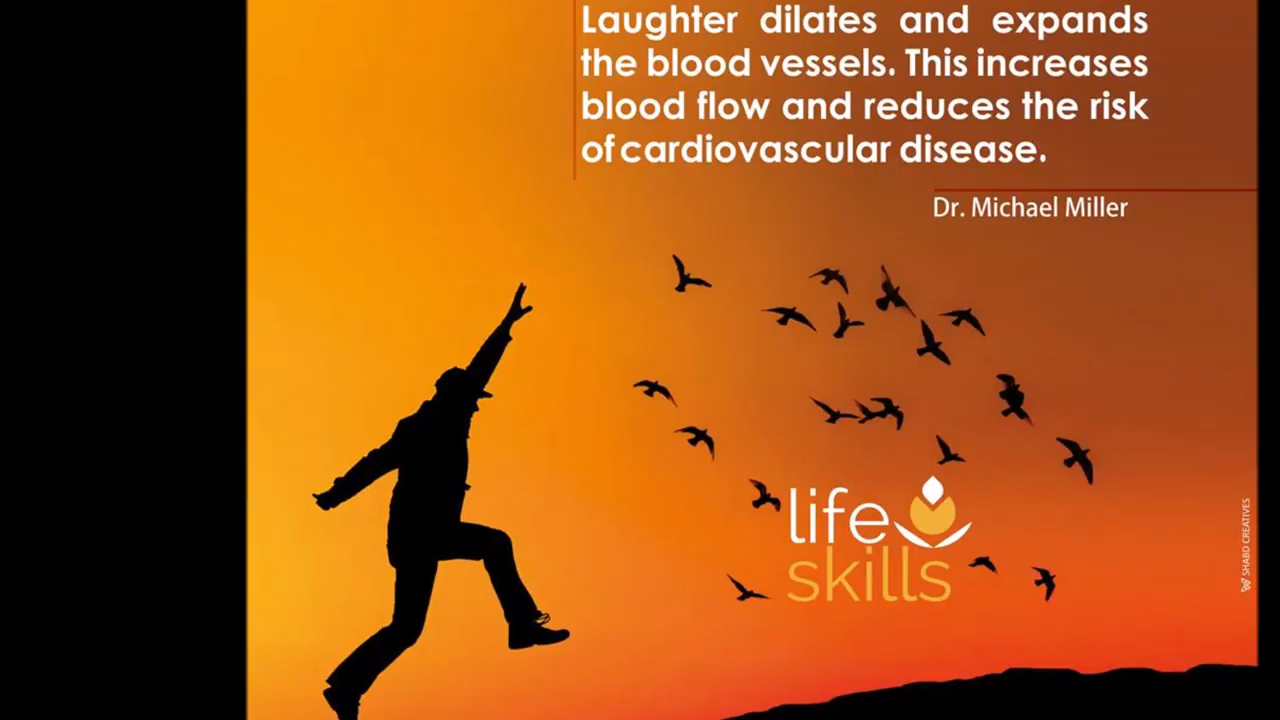 Laughter dilates and expands
the blood vessels. This increases
blood flow and reduces the risk
of cardiovascular disease.
Dr. Michael Miller
life
skills
SHABD CREATIVES